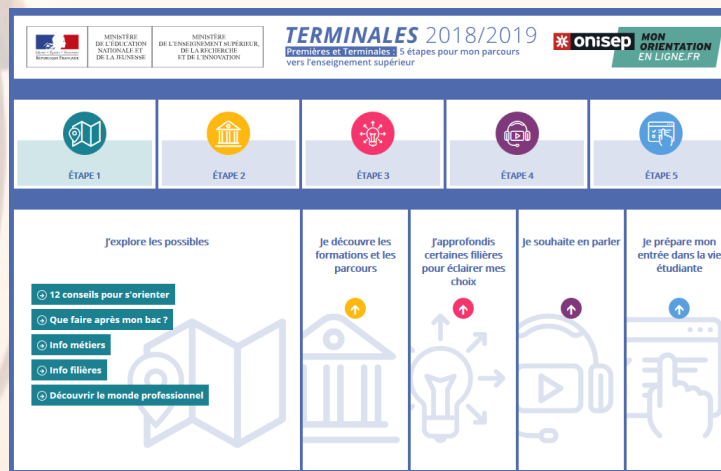 MINISTÈRE
DE L'ÉDUCATION
NATIONALE ET
DE LA JEUNESSE
MINISTÈRE
DE L'ENSEIGNEMENT SUPÉRIEUR,
DE LA RECHERCHE
ET DE L'INNOVATION
RÉPUBLIQUE FRANÇAISE
TERMINALES 2018/2019
Premières et Terminales : 5 étapes pour mon parcours
vers l'enseignement supérieur
onisep
MON
ORIENTATION
EN LIGNE.FR
ÉTAPE 1
ÉTAPE 2
ÉTAPE 3
ÉTAPE 4
ÉTAPE 5
J'explore les possibles
12 conseils pour s'orienter
Que faire après mon bac ?
Info métiers
Info filières
Découvrir le monde professionnel
Je découvre les
formations et les
parcours
J'approfondis
certaines filières
pour éclairer mes
choix
Je souhaite en parler
Je prépare mon
entrée dans la vie
étudiante